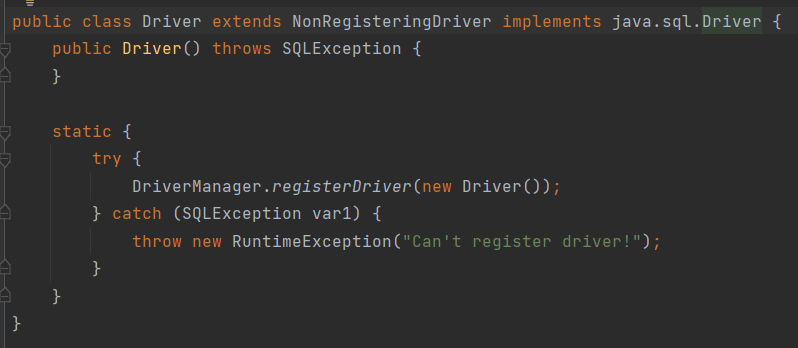 public class Driver extends NonRegisteringDriver implements java.sql.Driver {
    public Driver() throws SQLException {
    }
    static {
        try {
            DriverManager.registerDriver(new Driver());
        } catch (SQLException var1) {
            throw new RuntimeException("Can't register driver!");
        }
    }
}